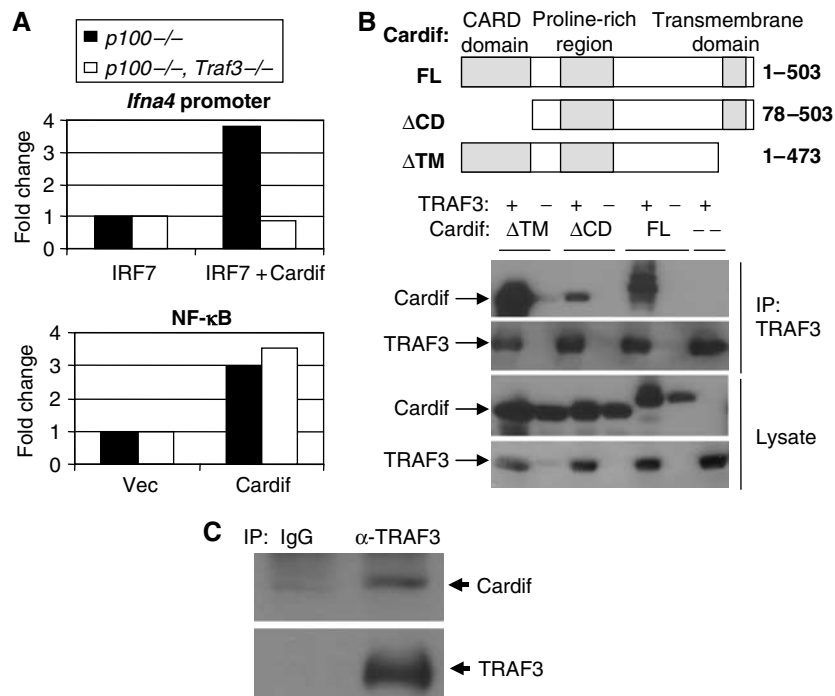 A
p100−/−
p100−/−, Traf3−/−
Ifna4 promoter
Fold change
4
3
2
1
0
IRF7
IRF7 + Cardif
NF-κB
Fold change
4
3
2
1
0
Vec
Cardif
B
Cardif:
CARD domain
Proline-rich region
Transmembrane domain
FL
1–503
ΔCD
78–503
ΔTM
1–473
TRAF3: + − + − + − +
Cardif: ΔTM ΔCD FL − −
Cardif
TRAF3
IP: TRAF3
Cardif
TRAF3
Lysate
C
IP: IgG α-TRAF3
Cardif
TRAF3